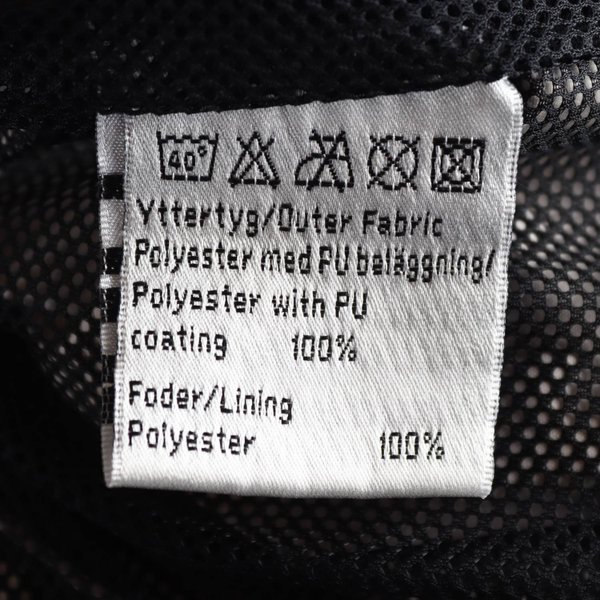 40°
Yttertyg/Outer Fabric
Polyester med PU beläggning/
Polyester with PU
coating 100%
Foder/Lining
Polyester 100%